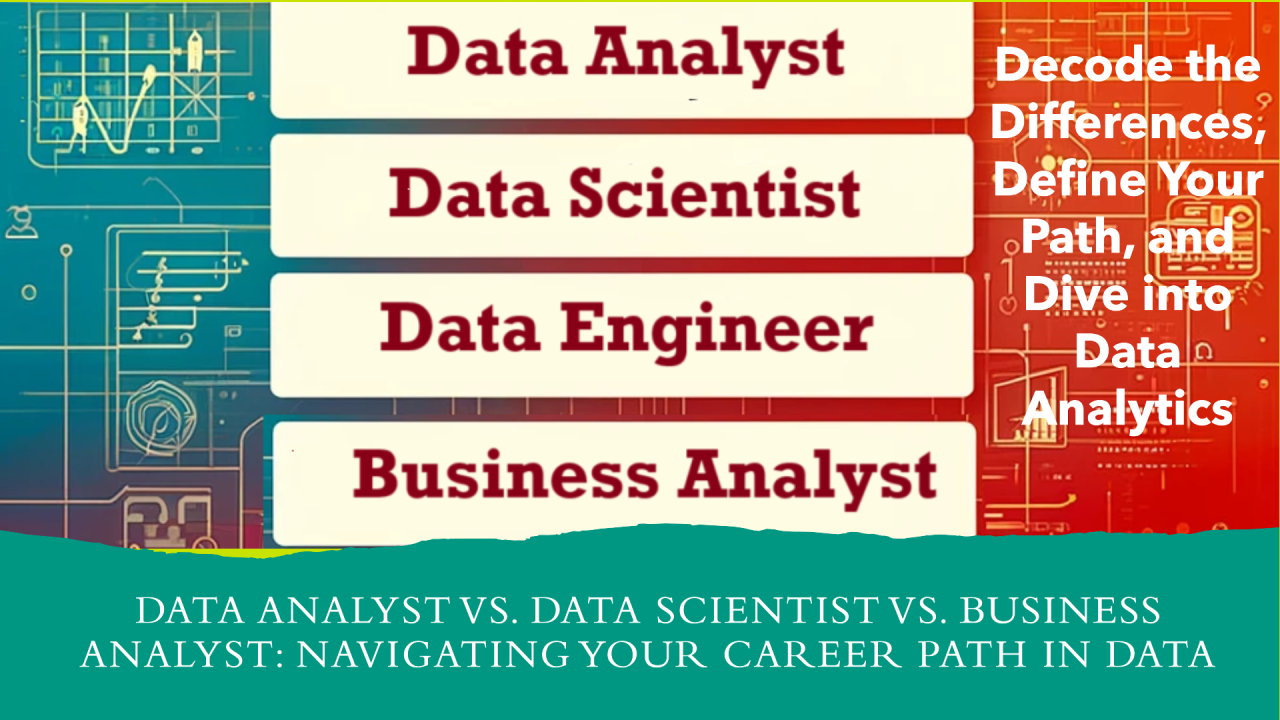 Data Analyst
Data Scientist
Data Engineer
Business Analyst
Decode the
Differences,
Define Your
Path, and
Dive into
Data
Analytics
DATA ANALYST VS. DATA SCIENTIST VS. BUSINESS
ANALYST: NAVIGATING YOUR CAREER PATH IN DATA